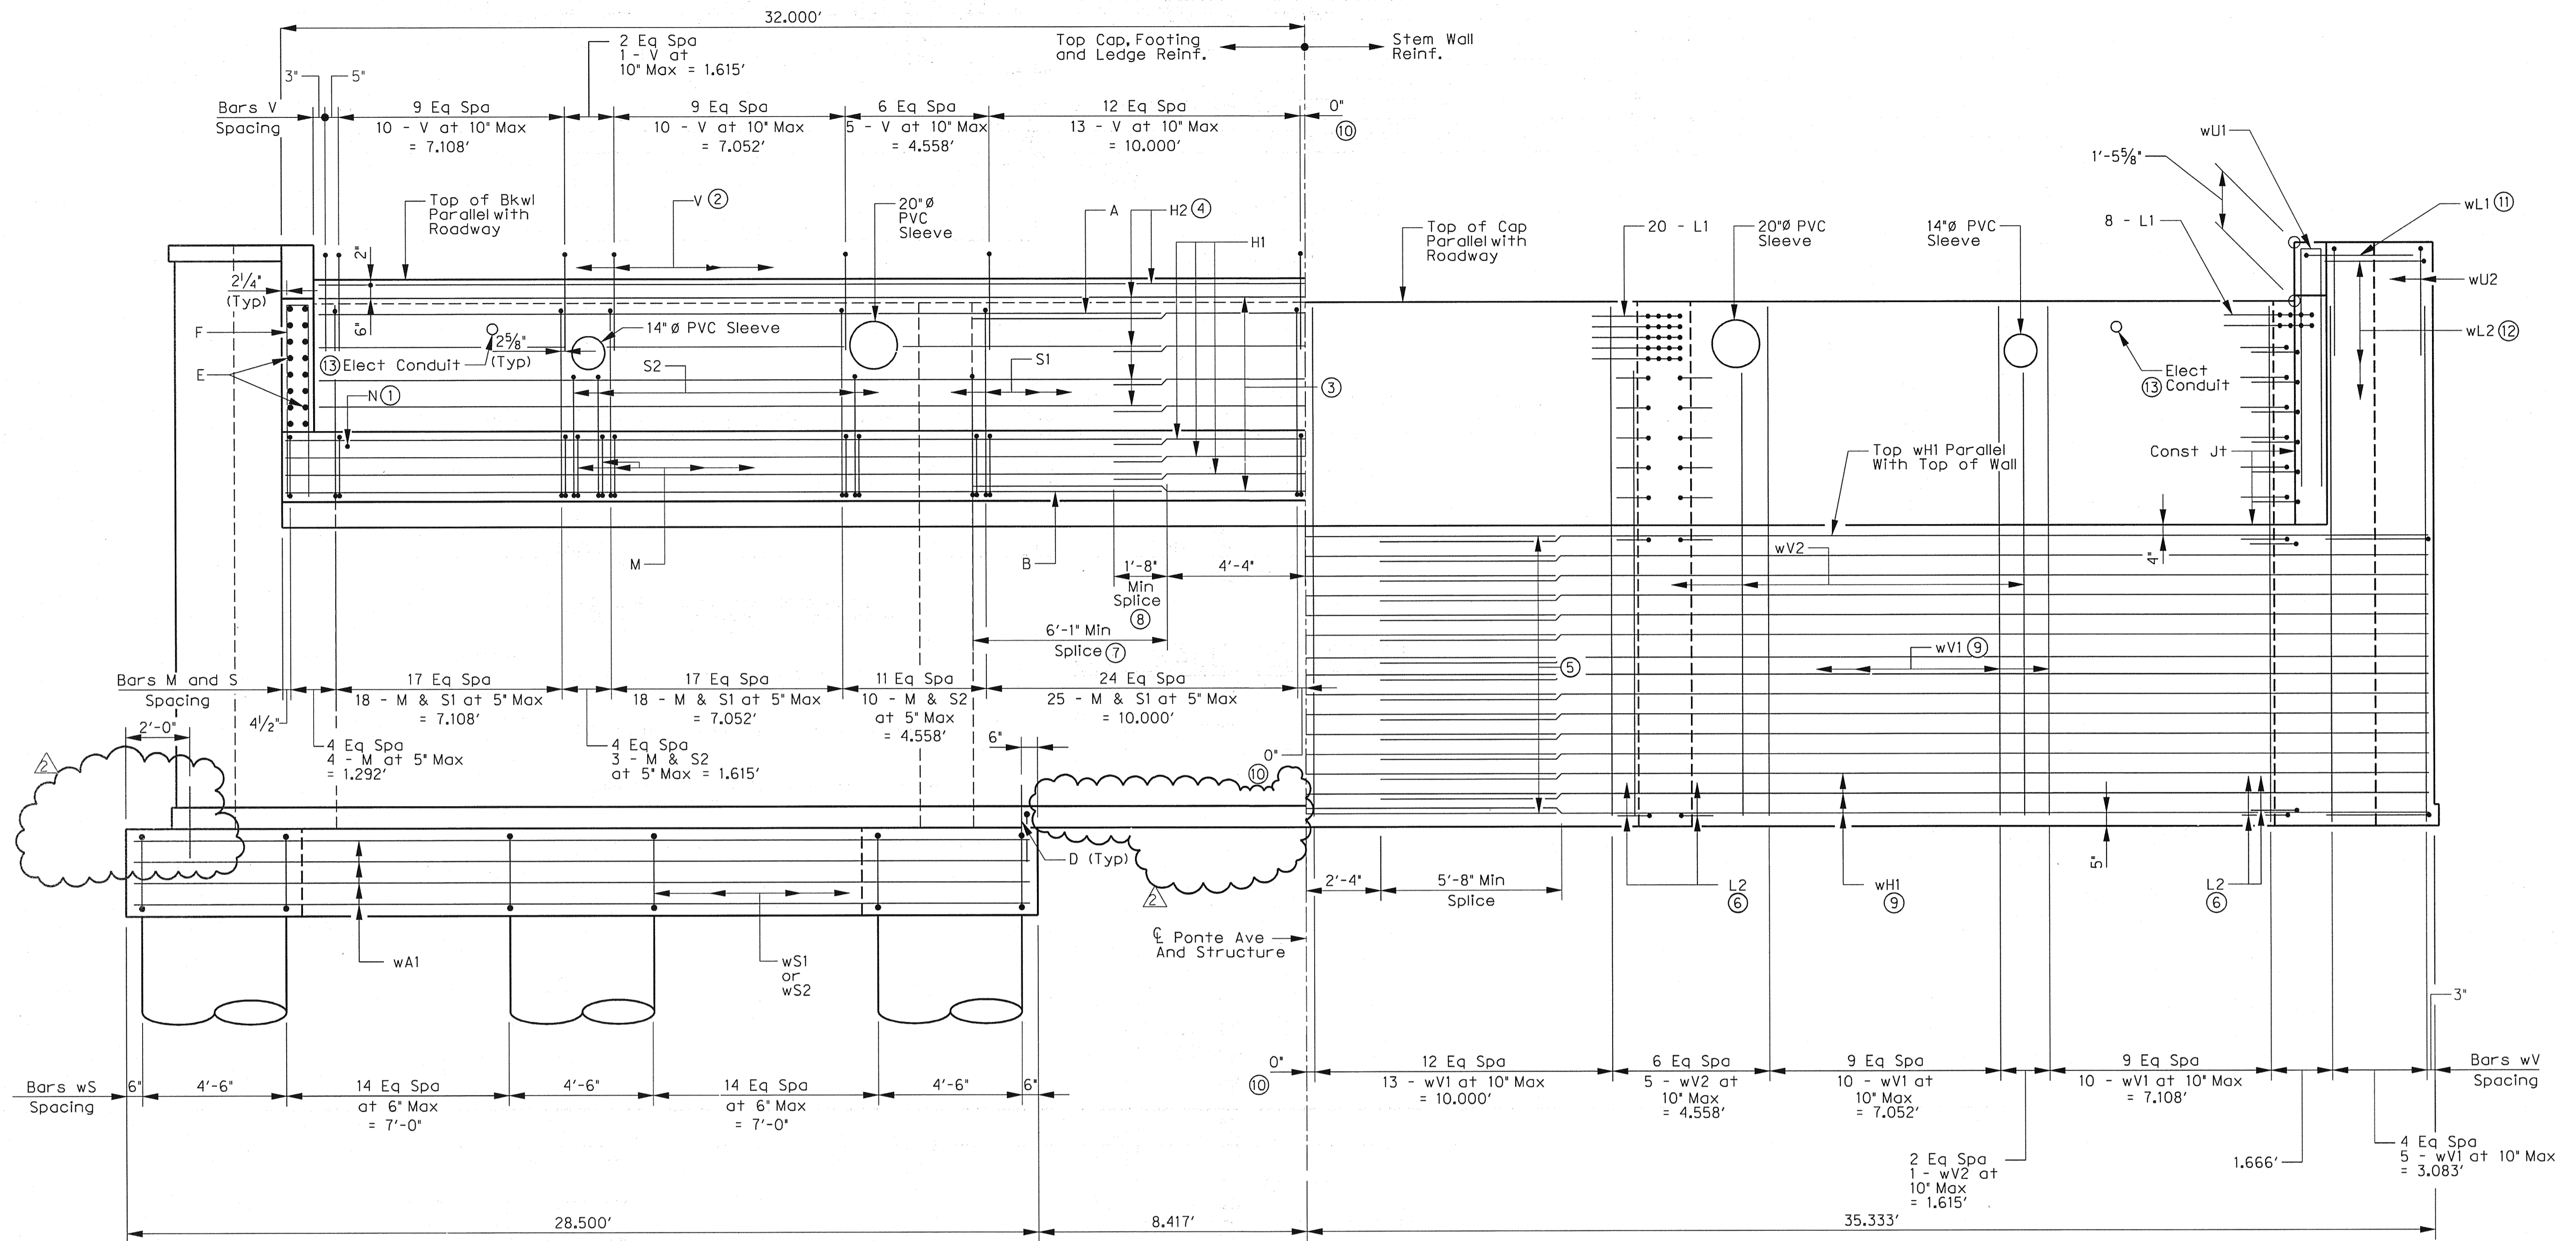 32.000'
2 Eq Spa
1 - V at
10" Max = 1.615'
Top Cap, Footing
and Ledge Reinf.
Stem Wall
Reinf.
3"
5"
Bars V
Spacing
9 Eq Spa
10 - V at 10" Max
= 7.108'
9 Eq Spa
10 - V at 10" Max
= 7.052'
6 Eq Spa
5 - V at 10" Max
= 4.558'
12 Eq Spa
13 - V at 10" Max
= 10.000'
0"
10
wU1
1'-5⅝"
Top of Bkwl
Parallel with
Roadway
V 2
20"Ø
PVC
Sleeve
A
H2 4
H1
Top of Cap
Parallel with
Roadway
20 - L1
20"Ø PVC
Sleeve
14"Ø PVC
Sleeve
8 - L1
wL1 11
2"
2¼"
(Typ)
6"
wU2
F
14"Ø PVC Sleeve
2⅝"
(Typ)
13 Elect Conduit
wL2 12
E
S2
S1
3
Elect
13 Conduit
N 1
Top wH1 Parallel
With Top of Wall
Const Jt
M
B
1'-8"
Min
Splice
8
4'-4"
wV2
4"
6'-1" Min
Splice 7
wV1 9
5
Bars M and S
Spacing
4½"
17 Eq Spa
18 - M & S1 at 5" Max
= 7.108'
17 Eq Spa
18 - M & S1 at 5" Max
= 7.052'
11 Eq Spa
10 - M & S2
at 5" Max
= 4.558'
24 Eq Spa
25 - M & S1 at 5" Max
= 10.000'
2'-0"
4 Eq Spa
4 - M at 5" Max
= 1.292'
4 Eq Spa
3 - M & S2
at 5" Max = 1.615'
6"
0"
10
2
D (Typ)
2
5"
2'-4"
5'-8" Min
Splice
L2
6
wH1
9
L2
6
℄ Ponte Ave
And Structure
wA1
wS1
or
wS2
3"
Bars wS
Spacing
6"
4'-6"
14 Eq Spa
at 6" Max
= 7'-0"
4'-6"
14 Eq Spa
at 6" Max
= 7'-0"
4'-6"
6"
0"
10
12 Eq Spa
13 - wV1 at 10" Max
= 10.000'
6 Eq Spa
5 - wV2 at
10" Max
= 4.558'
9 Eq Spa
10 - wV1 at
10" Max
= 7.052'
9 Eq Spa
10 - wV1 at 10" Max
= 7.108'
Bars wV
Spacing
2 Eq Spa
1 - wV2 at
10" Max
= 1.615'
1.666'
4 Eq Spa
5 - wV1 at 10" Max
= 3.083'
28.500'
8.417'
35.333'